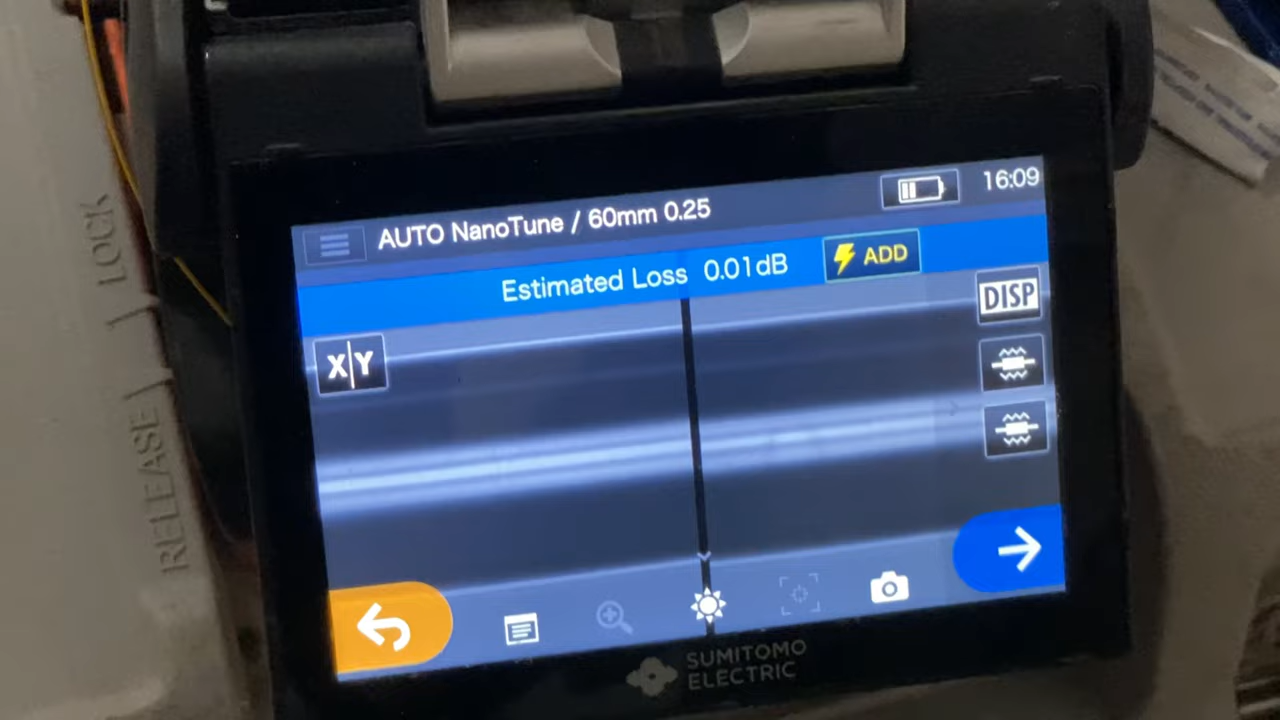 AUTO NanoTune / 60mm 0.25
16:09
Estimated Loss 0.01dB
ADD
DISP
X|Y
LOCK
RELEASE
SUMITOMO
ELECTRIC